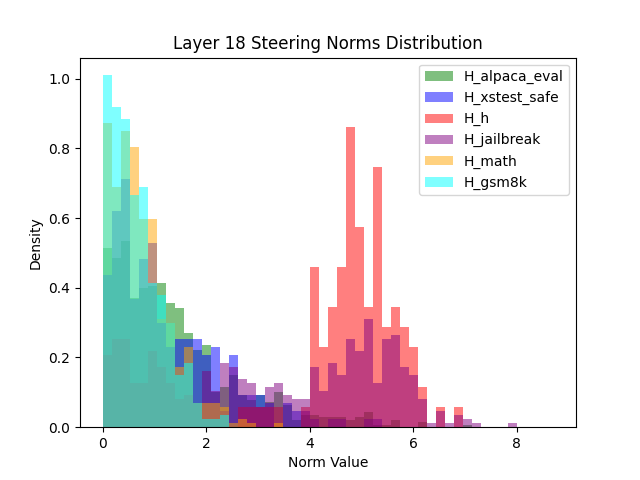 Layer 18 Steering Norms Distribution
H_alpaca_eval
H_xstest_safe
H_h
H_jailbreak
H_math
H_gsm8k
Density
1.0
0.8
0.6
0.4
0.2
0.0
0 2 4 6 8
Norm Value